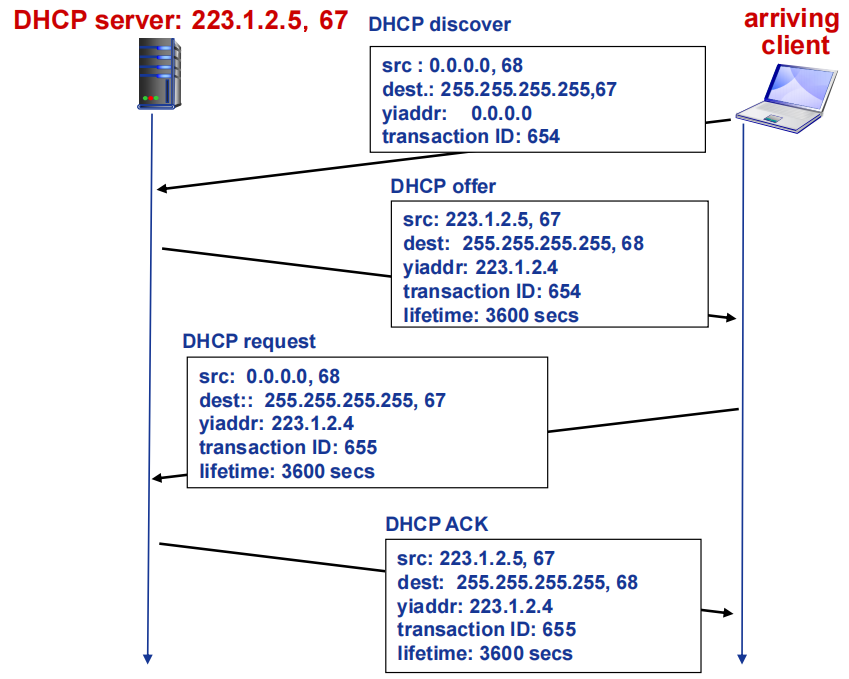 DHCP server: 223.1.2.5, 67
arriving
client
DHCP discover
src : 0.0.0.0, 68
dest.: 255.255.255.255,67
yiaddr: 0.0.0.0
transaction ID: 654
DHCP offer
src: 223.1.2.5, 67
dest: 255.255.255.255, 68
yiaddr: 223.1.2.4
transaction ID: 654
lifetime: 3600 secs
DHCP request
src: 0.0.0.0, 68
dest:: 255.255.255.255, 67
yiaddr: 223.1.2.4
transaction ID: 655
lifetime: 3600 secs
DHCP ACK
src: 223.1.2.5, 67
dest: 255.255.255.255, 68
yiaddr: 223.1.2.4
transaction ID: 655
lifetime: 3600 secs